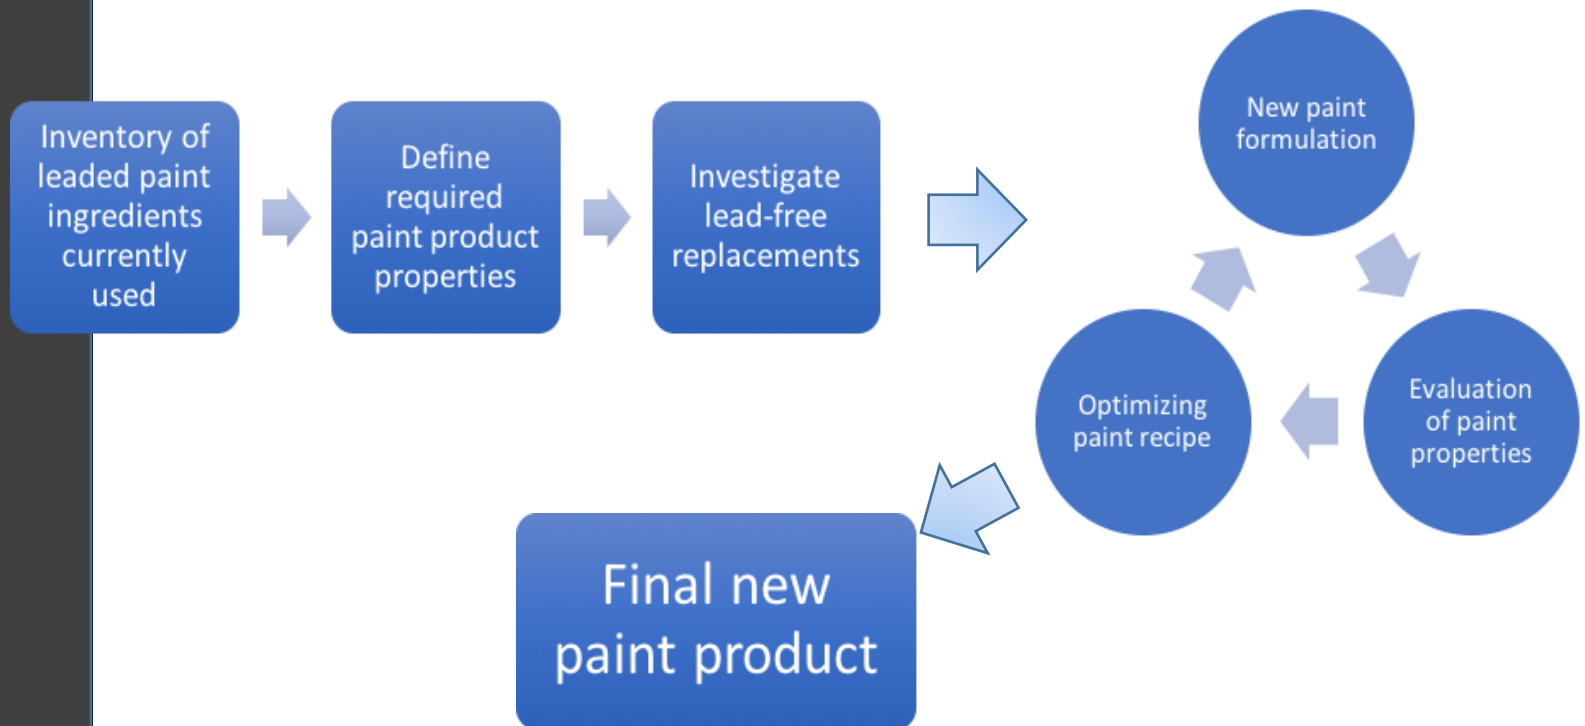 Inventory of
leaded paint
ingredients
currently
used
Define
required
paint product
properties
Investigate
lead-free
replacements
New paint
formulation
Evaluation
of paint
properties
Optimizing
paint recipe
Final new
paint product